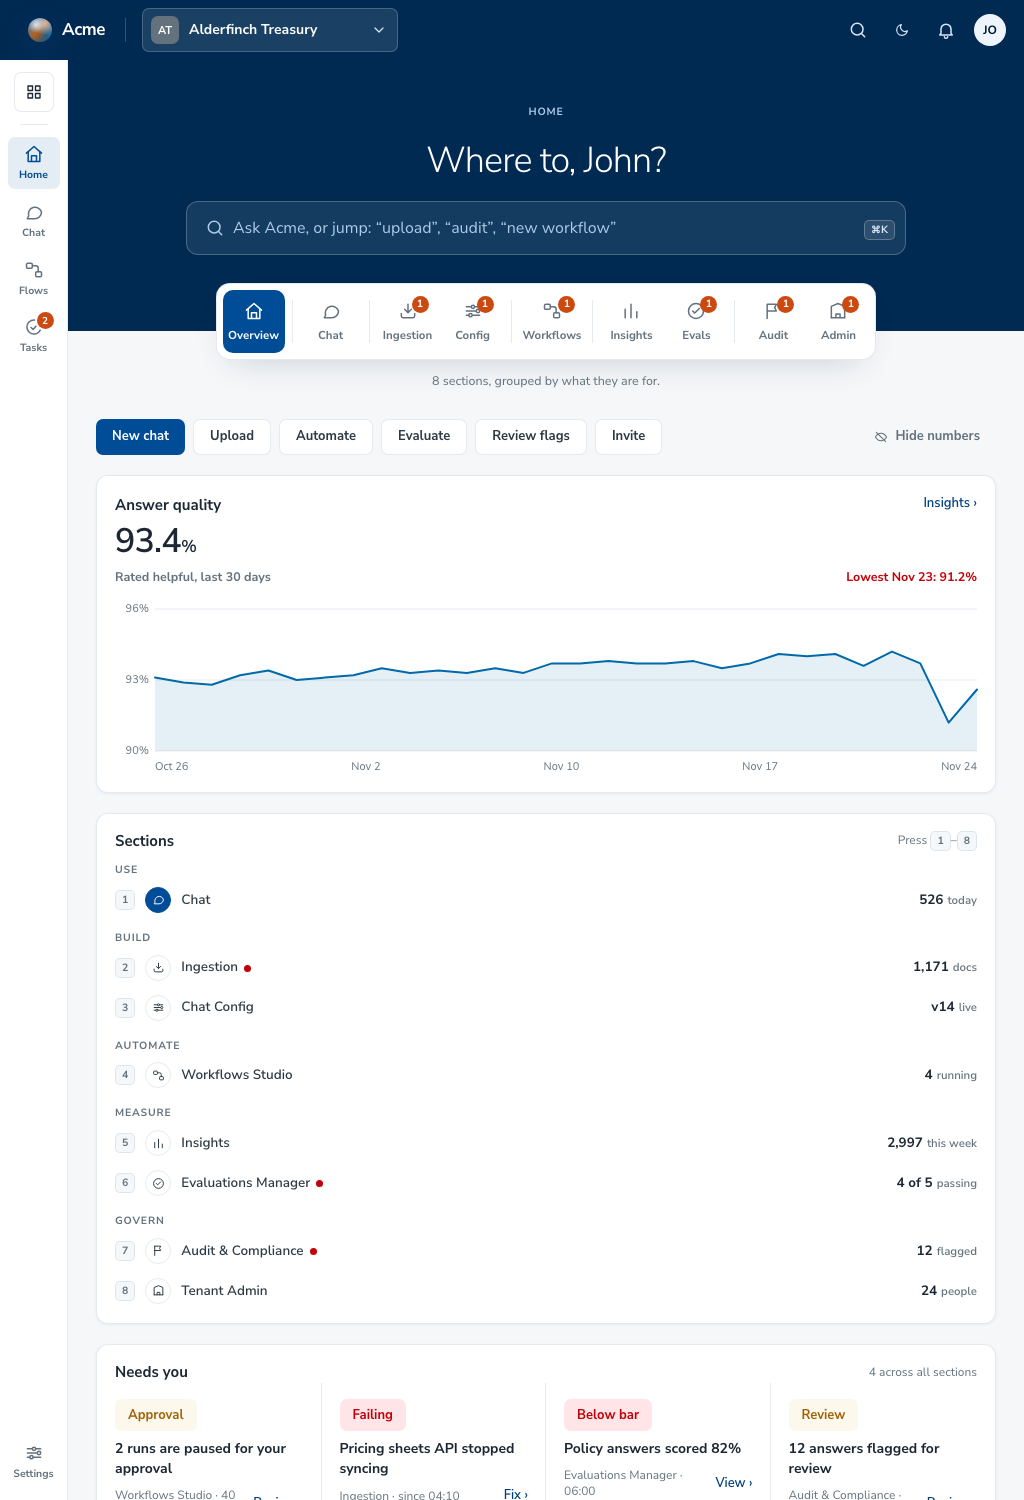 Acme
AT Alderfinch Treasury
JO
Home
Chat
Flows
2
Tasks
Settings
HOME
Where to, John?
Ask Acme, or jump: “upload”, “audit”, “new workflow”
⌘K
Overview
Chat
1
Ingestion
1
Config
1
Workflows
Insights
1
Evals
1
Audit
1
Admin
8 sections, grouped by what they are for.
New chat
Upload
Automate
Evaluate
Review flags
Invite
Hide numbers
Answer quality
Insights ›
93.4%
Rated helpful, last 30 days
Lowest Nov 23: 91.2%
96%
93%
90%
Oct 26 Nov 2 Nov 10 Nov 17 Nov 24
Sections
Press 1–8
USE
1 Chat 526 today
BUILD
2 Ingestion 1,171 docs
3 Chat Config v14 live
AUTOMATE
4 Workflows Studio 4 running
MEASURE
5 Insights 2,997 this week
6 Evaluations Manager 4 of 5 passing
GOVERN
7 Audit & Compliance 12 flagged
8 Tenant Admin 24 people
Needs you
4 across all sections
Approval
2 runs are paused for your
approval
Workflows Studio · 40
Failing
Pricing sheets API stopped
syncing
Ingestion · since 04:10
Fix ›
Below bar
Policy answers scored 82%
Evaluations Manager ·
06:00
View ›
Review
12 answers flagged for
review
Audit & Compliance ·